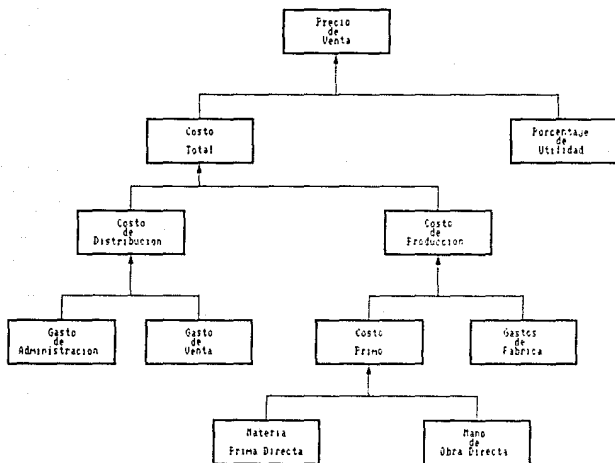 Precio
de
Venta
Costo
Total
Porcentaje
de
Utilidad
Costo
de
Distribucion
Costo
de
Produccion
Gasto
de
Administracion
Gasto
de
Venta
Costo
Primo
Gastos
de
Fabrica
Materia
Prima Directa
Mano
de
Obra Directa